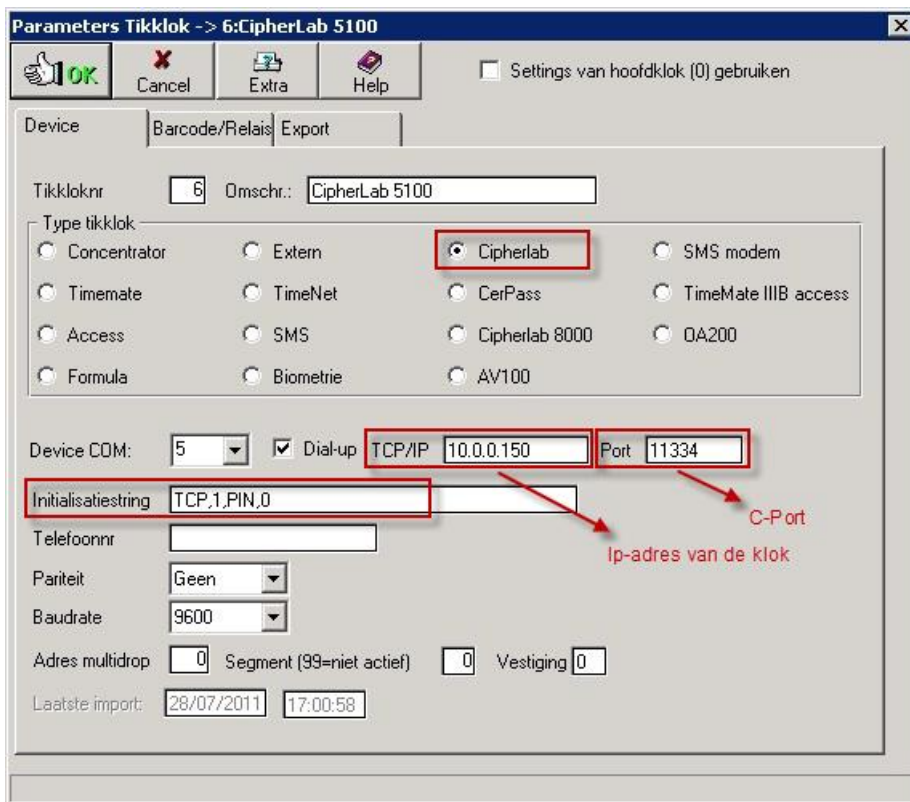 Parameters Tikklok -> 6:CipherLab 5100
OK
Cancel
Extra
Help
Settings van hoofdklok (0) gebruiken
Device
Barcode/Relais
Export
Tikkloknr 6 Omschr.: CipherLab 5100
Type tikklok
Concentrator Extern Cipherlab SMS modem
Timemate TimeNet CerPass TimeMate IIIB access
Access SMS Cipherlab 8000 OA200
Formula Biometrie AV100
Device COM: 5 Dial-up TCP/IP 10.0.0.150 Port 11334
Initialisatiestring TCP,1,PIN,0
C-Port
Telefoonnr
Ip-adres van de klok
Pariteit Geen
Baudrate 9600
Adres multidrop 0 Segment (99=niet actief) 0 Vestiging 0
Laatste import: 28/07/2011 17:00:58